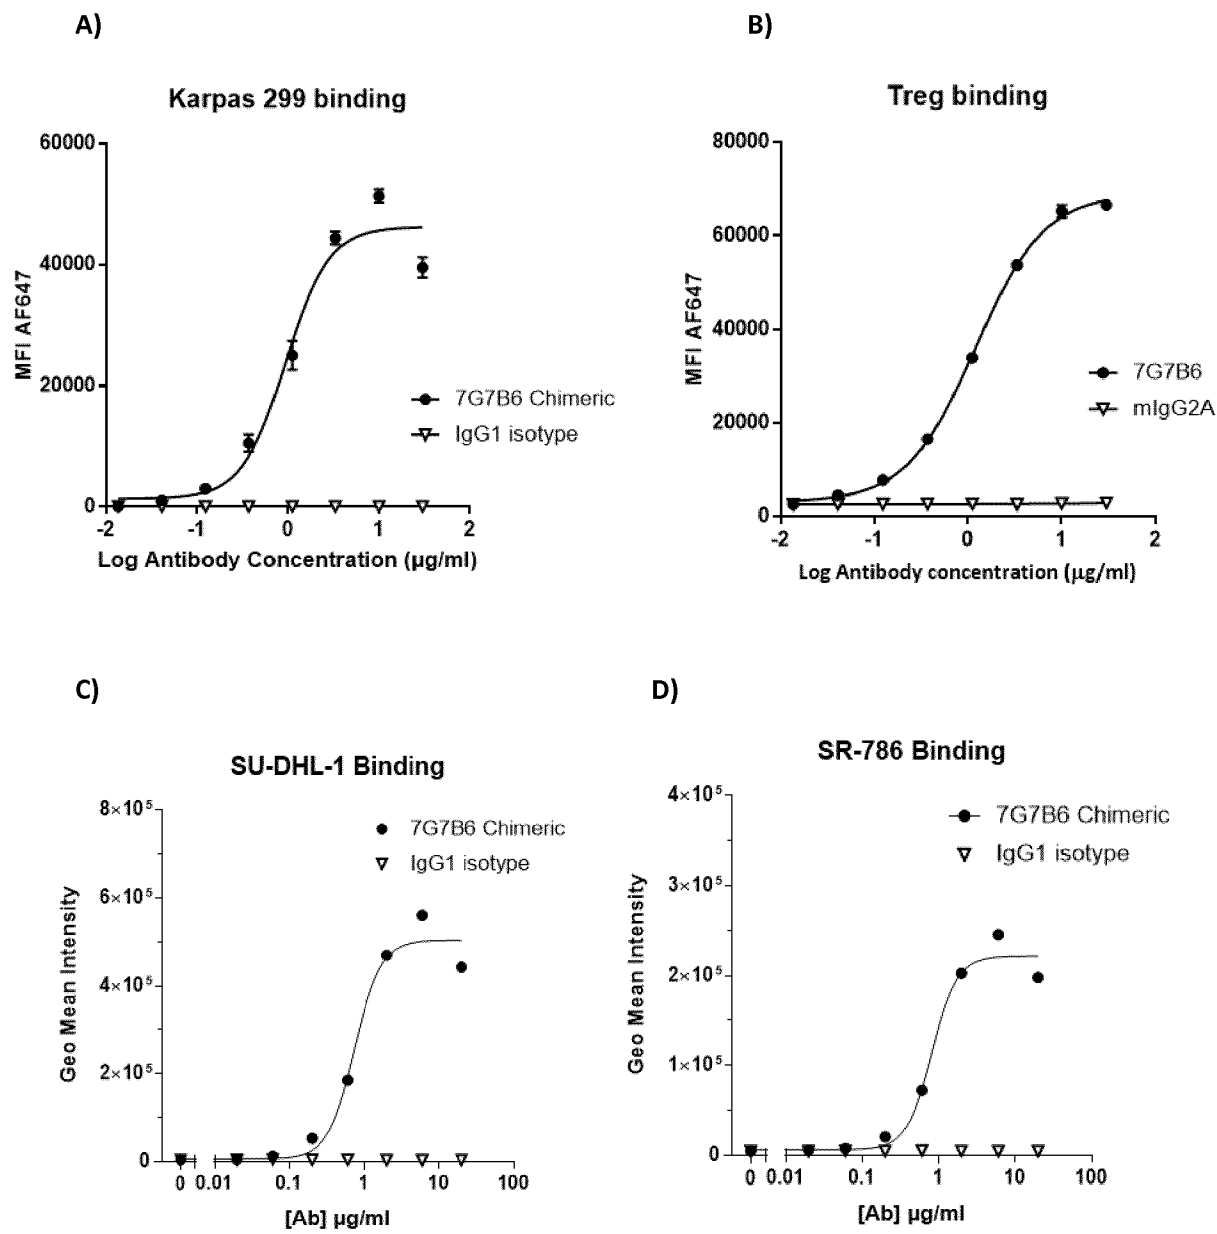 A)
Karpas 299 binding
60000
40000
20000
0
MFI AF647
7G7B6 Chimeric
IgG1 isotype
-2 -1 0 1 2
Log Antibody Concentration (µg/ml)
B)
Treg binding
80000
60000
40000
20000
0
MFI AF647
7G7B6
mIgG2A
-2 -1 0 1 2
Log Antibody concentration (µg/ml)
C)
SU-DHL-1 Binding
8×10⁵
6×10⁵
4×10⁵
2×10⁵
0
Geo Mean Intensity
7G7B6 Chimeric
IgG1 isotype
0 0.01 0.1 1 10 100
[Ab] µg/ml
D)
SR-786 Binding
4×10⁵
3×10⁵
2×10⁵
1×10⁵
0
Geo Mean Intensity
7G7B6 Chimeric
IgG1 isotype
0 0.01 0.1 1 10 100
[Ab] µg/ml